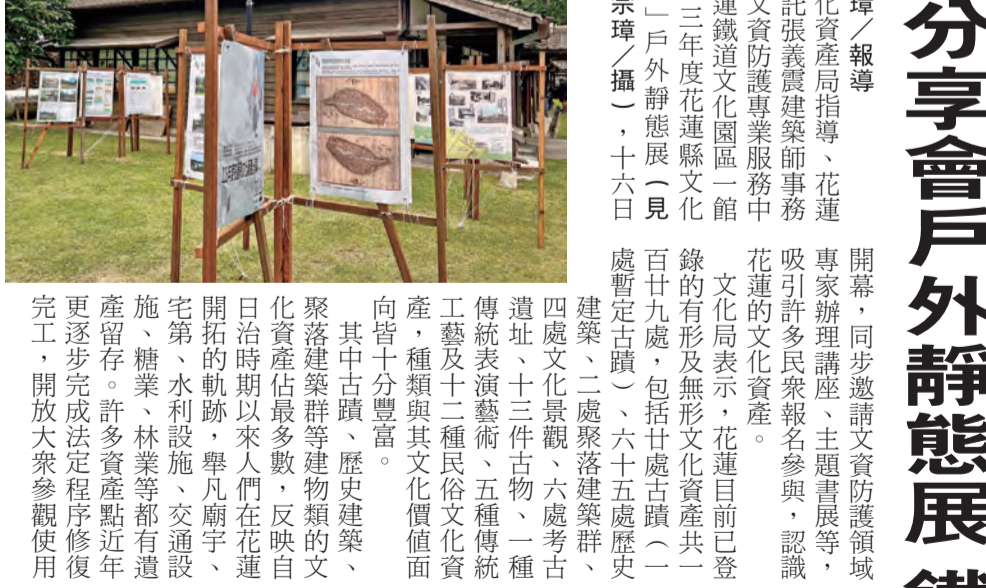 分享會戶外靜態展
璋／報導
化資產局指導、花蓮
託張義震建築師事務
文資防護專業服務中
蓮鐵道文化園區一館
三年度花蓮縣文化
」戶外靜態展（見
宗璋／攝），十六日
開幕，同步邀請文資防護領域
專家辦理講座、主題書展等，
吸引許多民衆報名參與，認識
花蓮的文化資產。
文化局表示，花蓮目前已登
錄的有形及無形文化資產共一
百廿九處，包括廿處古蹟（一
處暫定古蹟）、六十五處歷史
建築、二處聚落建築群、
四處文化景觀、六處考古
遺址、十三件古物、一種
傳統表演藝術、五種傳統
工藝及十二種民俗文化資
產，種類與其文化價值面
向皆十分豐富。
其中古蹟、歷史建築、
聚落建築群等建物類的文
化資產佔最多數，反映自
日治時期以來人們在花蓮
開拓的軌跡，舉凡廟宇、
宅第、水利設施、交通設
施、糖業、林業等都有遺
產留存。許多資產點近年
更逐步完成法定程序修復
完工，開放大衆參觀使用